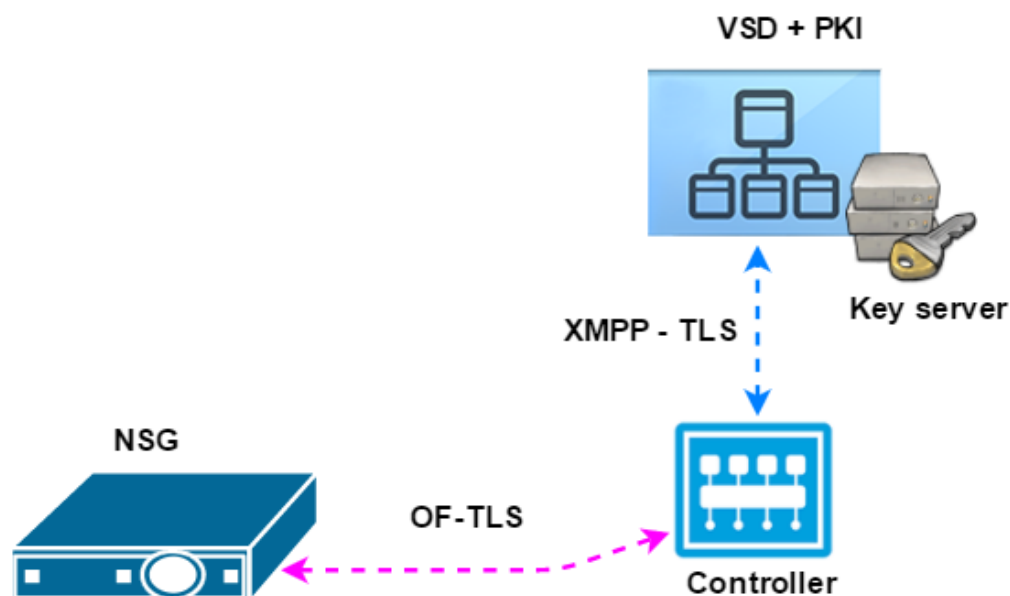 VSD + PKI
Key server
XMPP - TLS
NSG
OF-TLS
Controller